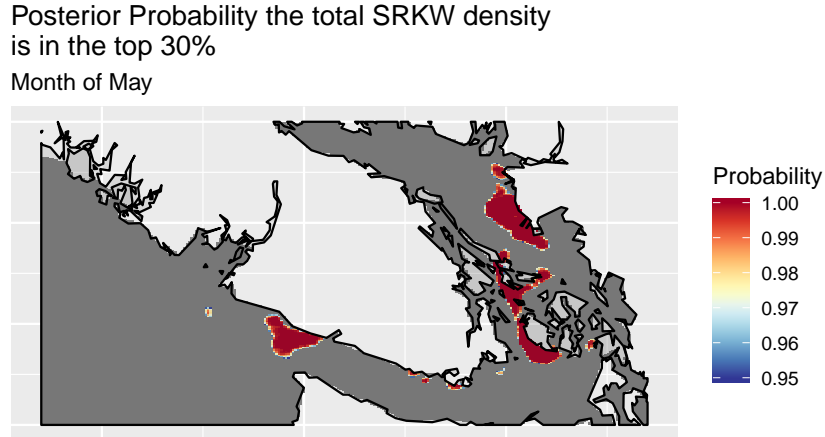 Posterior Probability the total SRKW density
is in the top 30%
Month of May
Probability
1.00
0.99
0.98
0.97
0.96
0.95